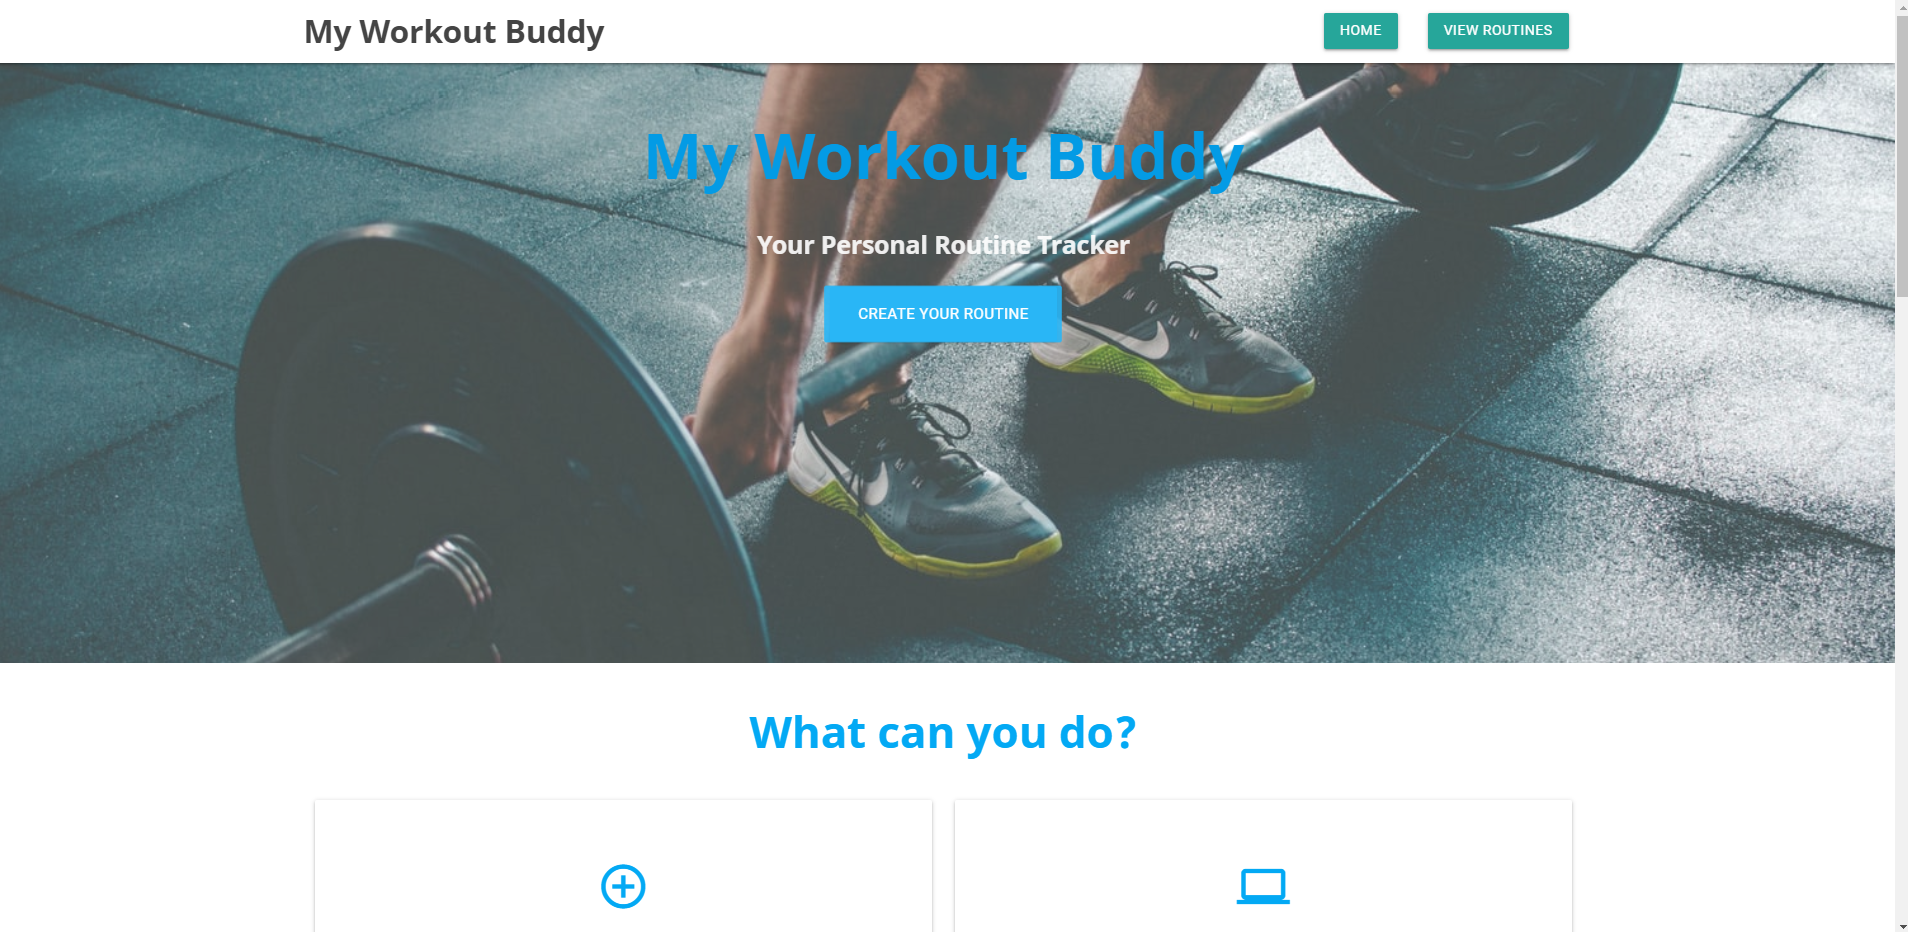 My Workout Buddy
HOME
VIEW ROUTINES
My Workout Buddy
Your Personal Routine Tracker
CREATE YOUR ROUTINE
What can you do?